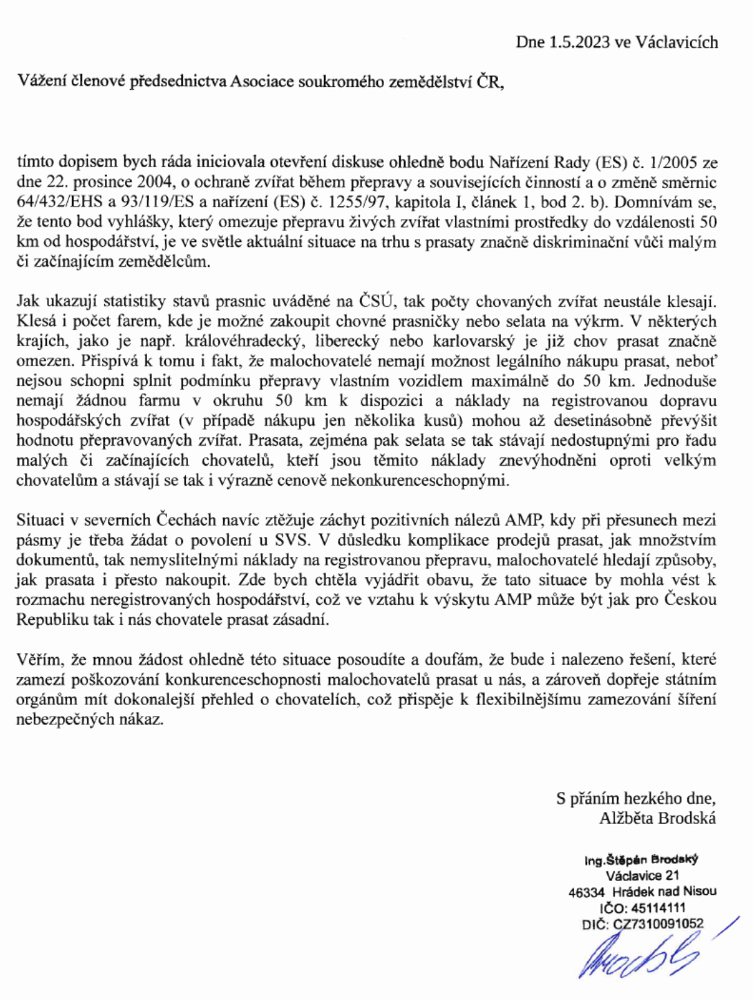 Dne 1.5.2023 ve Václavicích
Vážení členové předsednictva Asociace soukromého zemědělství ČR,
tímto dopisem bych ráda iniciovala otevření diskuse ohledně bodu Nařízení Rady (ES) č. 1/2005 ze
dne 22. prosince 2004, o ochraně zvířat během přepravy a souvisejících činností a o změně směrnic
64/432/EHS a 93/119/ES a nařízení (ES) č. 1255/97, kapitola I, článek 1, bod 2. b). Domnívám se,
že tento bod vyhlášky, který omezuje přepravu živých zvířat vlastními prostředky do vzdálenosti 50
km od hospodářství, je ve světle aktuální situace na trhu s prasaty značně diskriminační vůči malým
či začínajícím zemědělcům.
Jak ukazují statistiky stavů prasnic uváděné na ČSÚ, tak počty chovaných zvířat neustále klesají.
Klesá i počet farem, kde je možné zakoupit chovné prasničky nebo selata na výkrm. V některých
krajích, jako je např. královéhradecký, liberecký nebo karlovarský je již chov prasat značně
omezen. Přispívá k tomu i fakt, že malochovatelé nemají možnost legálního nákupu prasat, neboť
nejsou schopni splnit podmínku přepravy vlastním vozidlem maximálně do 50 km. Jednoduše
nemají žádnou farmu v okruhu 50 km k dispozici a náklady na registrovanou dopravu
hospodářských zvířat (v případě nákupu jen několika kusů) mohou až desetinásobně převýšit
hodnotu přepravovaných zvířat. Prasata, zejména pak selata se tak stávají nedostupnými pro řadu
malých či začínajících chovatelů, kteří jsou těmito náklady znevýhodněni oproti velkým
chovatelům a stávají se tak i výrazně cenově nekonkurenceschopnými.
Situaci v severních Čechách navíc ztěžuje záchyt pozitivních nálezů AMP, kdy při přesunech mezi
pásmy je třeba žádat o povolení u SVS. V důsledku komplikace prodejů prasat, jak množstvím
dokumentů, tak nemyslitelnými náklady na registrovanou přepravu, malochovatelé hledají způsoby,
jak prasata i přesto nakoupit. Zde bych chtěla vyjádřit obavu, že tato situace by mohla vést k
rozmachu neregistrovaných hospodářství, což ve vztahu k výskytu AMP může být jak pro Českou
Republiku tak i nás chovatele prasat zásadní.
Věřím, že mnou žádost ohledně této situace posoudíte a doufám, že bude i nalezeno řešení, které
zamezí poškozování konkurenceschopnosti malochovatelů prasat u nás, a zároveň dopřeje státním
orgánům mít dokonalejší přehled o chovatelích, což přispěje k flexibilnějšímu zamezování šíření
nebezpečných nákaz.
S přáním hezkého dne,
Alžběta Brodská
Ing.Štěpán Brodský
Václavice 21
46334 Hrádek nad Nisou
IČO: 45114111
DIČ: CZ7310091052